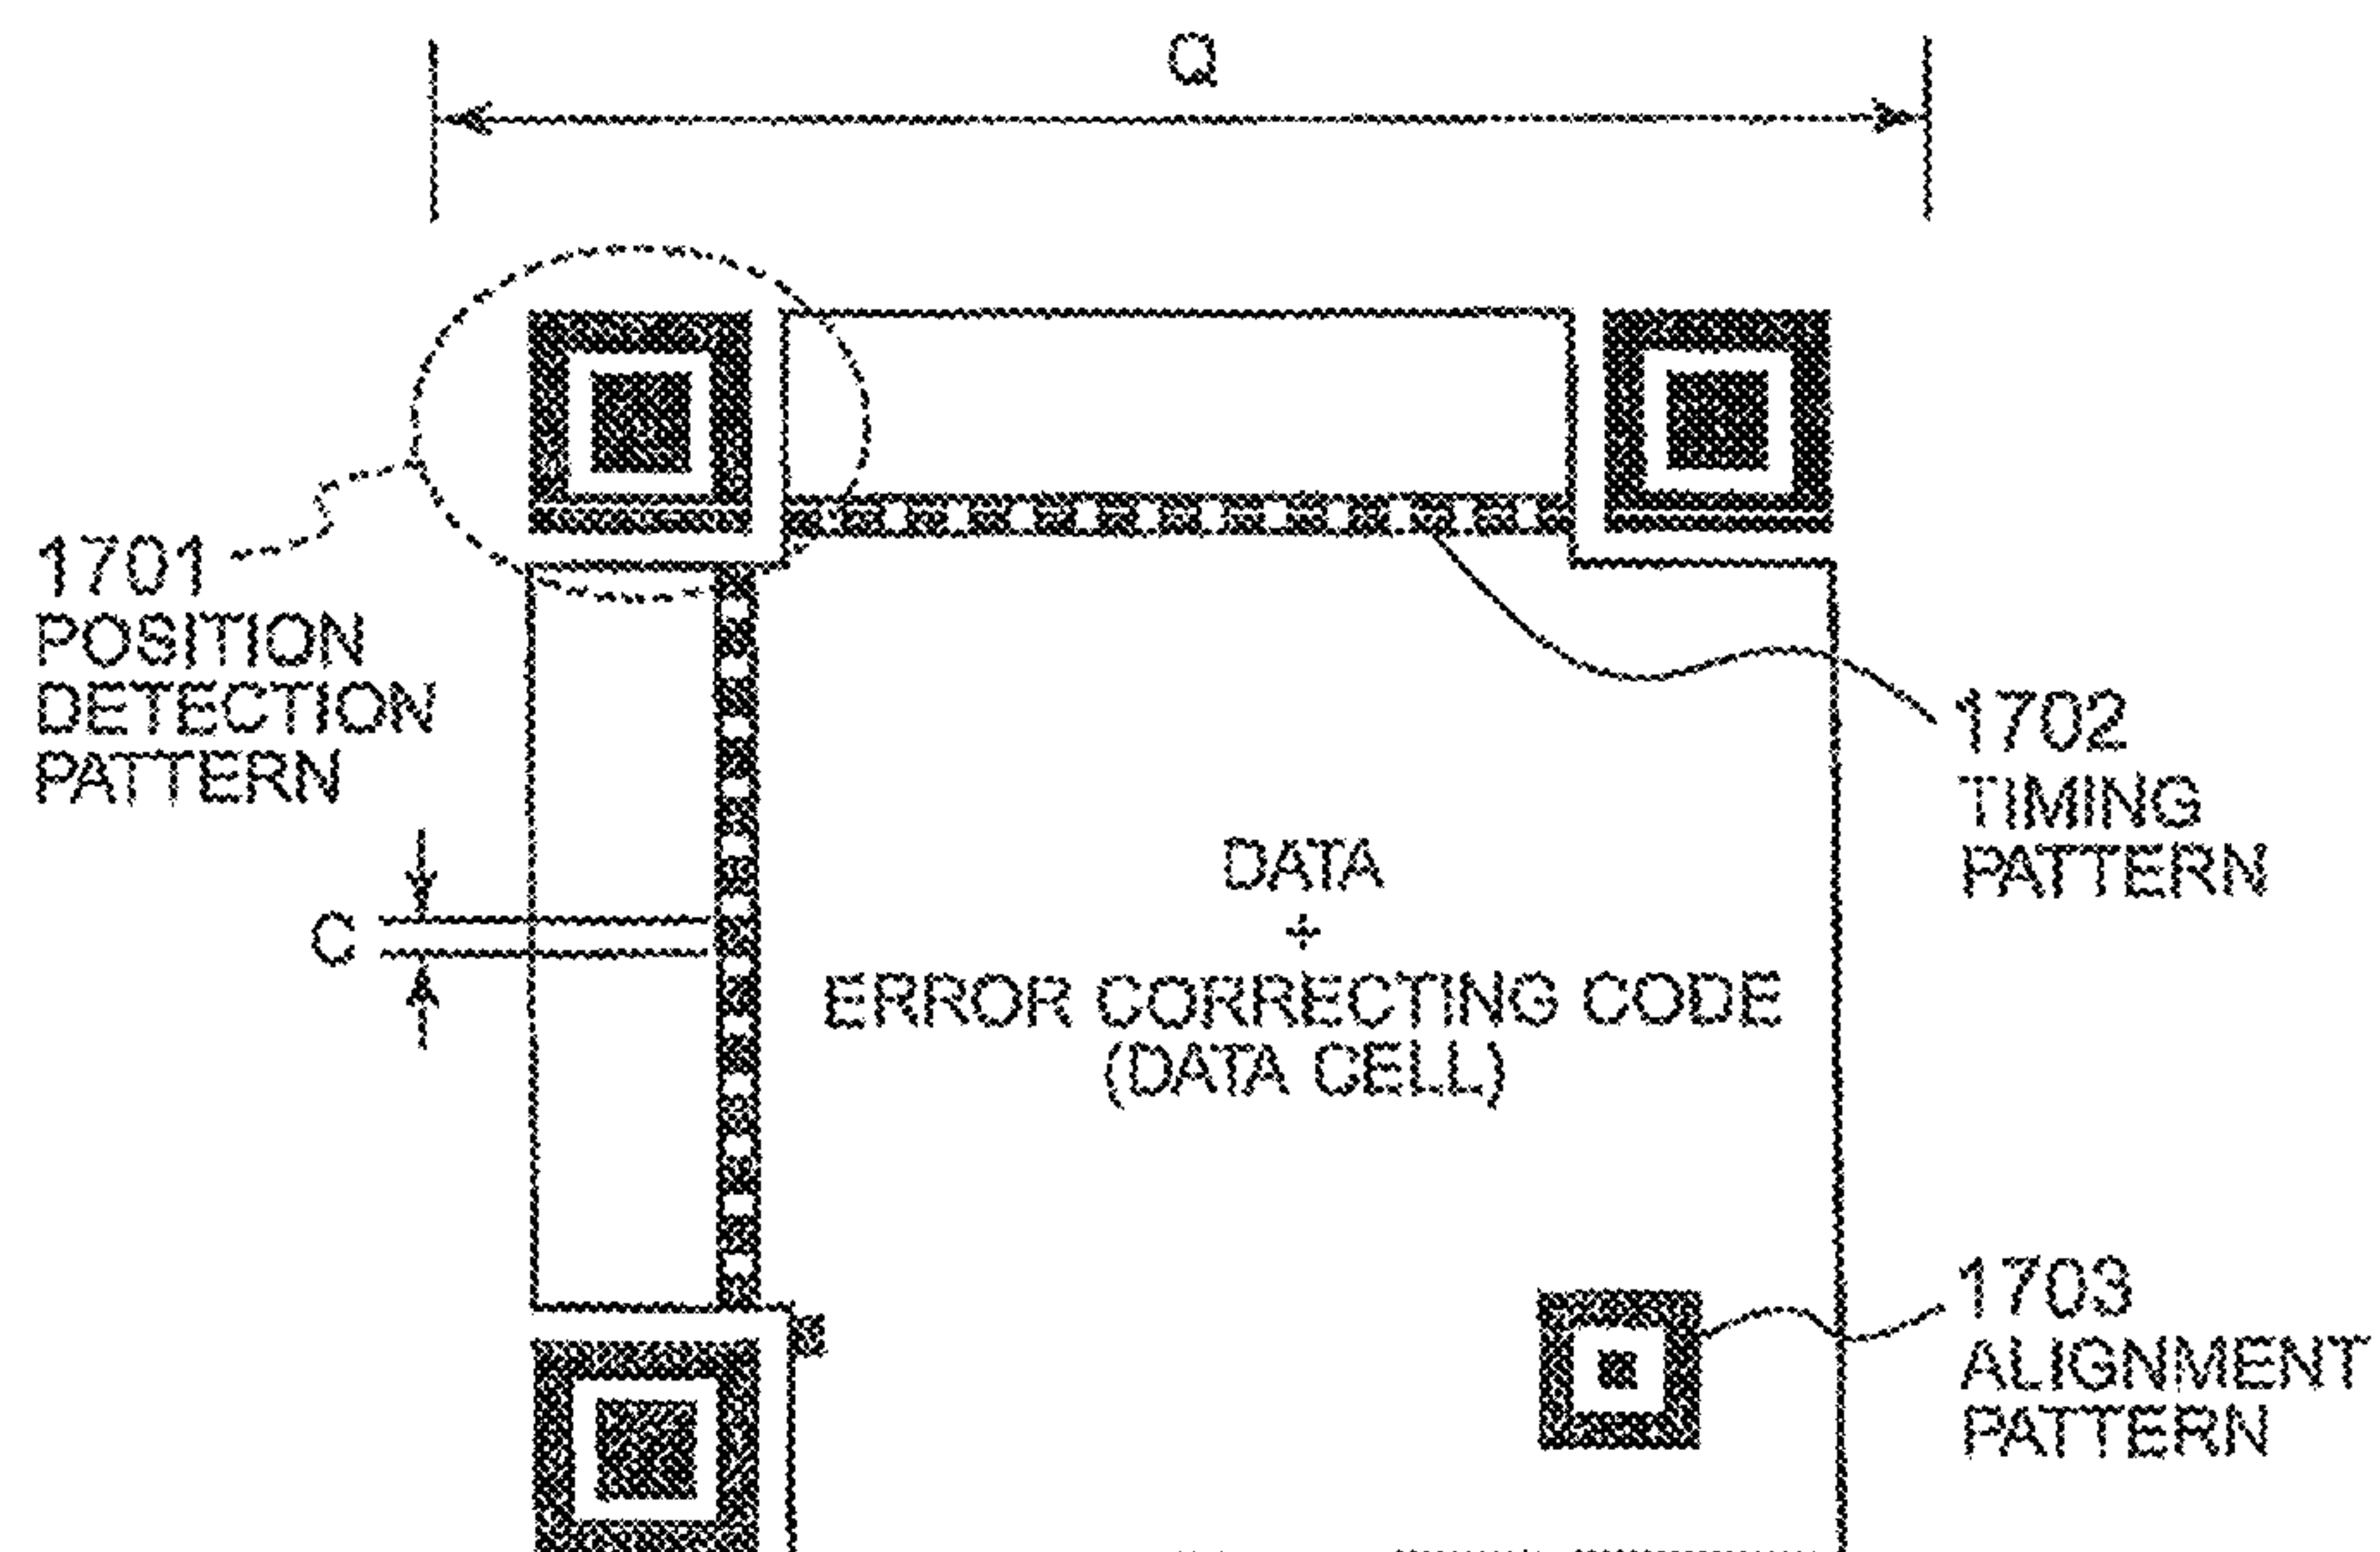 Q
1701
POSITION
DETECTION
PATTERN
1702
TIMING
PATTERN
C
DATA
+
ERROR CORRECTING CODE
(DATA CELL)
1703
ALIGNMENT
PATTERN